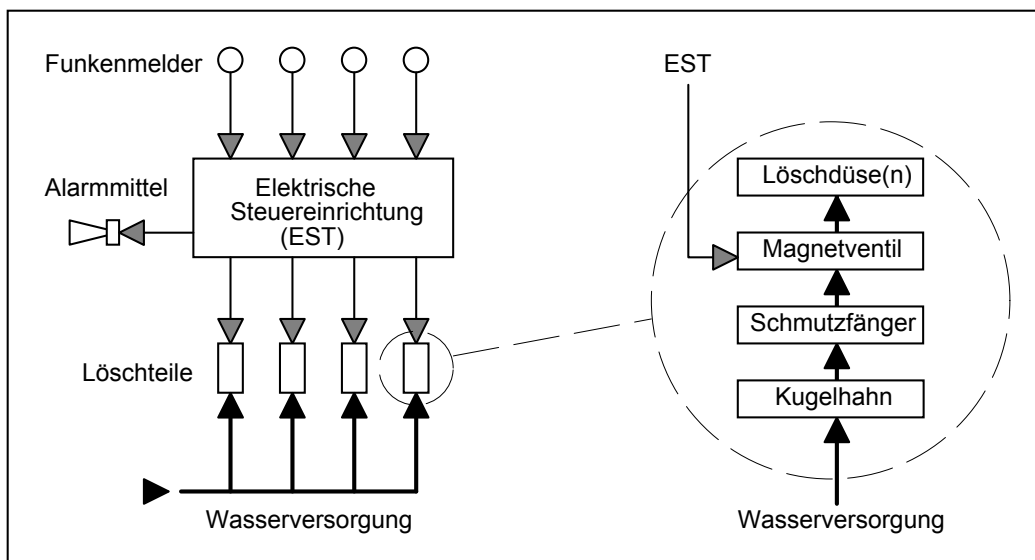 Funkenmelder
Alarmmittel
Elektrische
Steuereinrichtung
(EST)
Löschteile
Wasserversorgung
EST
Löschdüse(n)
Magnetventil
Schmutzfänger
Kugelhahn
Wasserversorgung